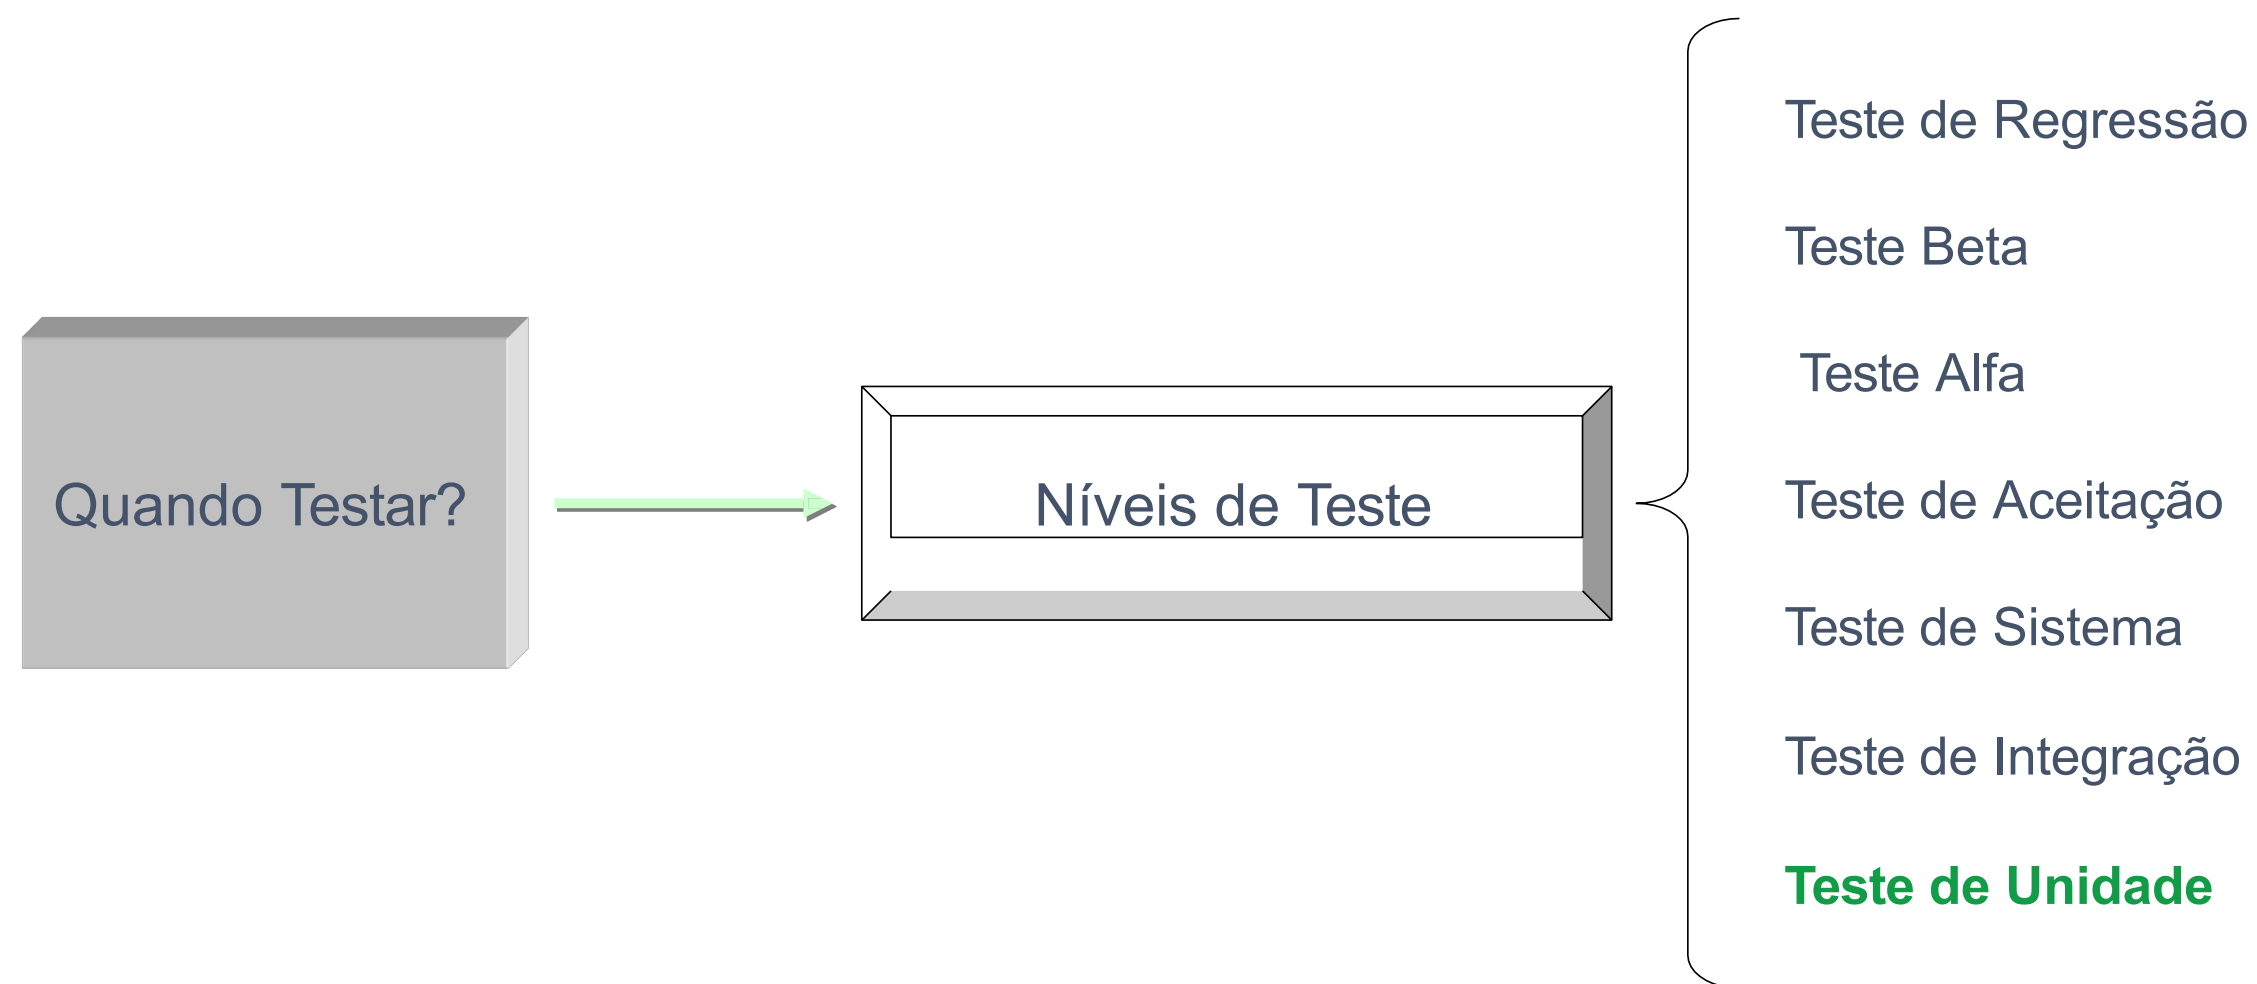 Quando Testar?
Níveis de Teste
Teste de Regressão
Teste Beta
Teste Alfa
Teste de Aceitação
Teste de Sistema
Teste de Integração
Teste de Unidade